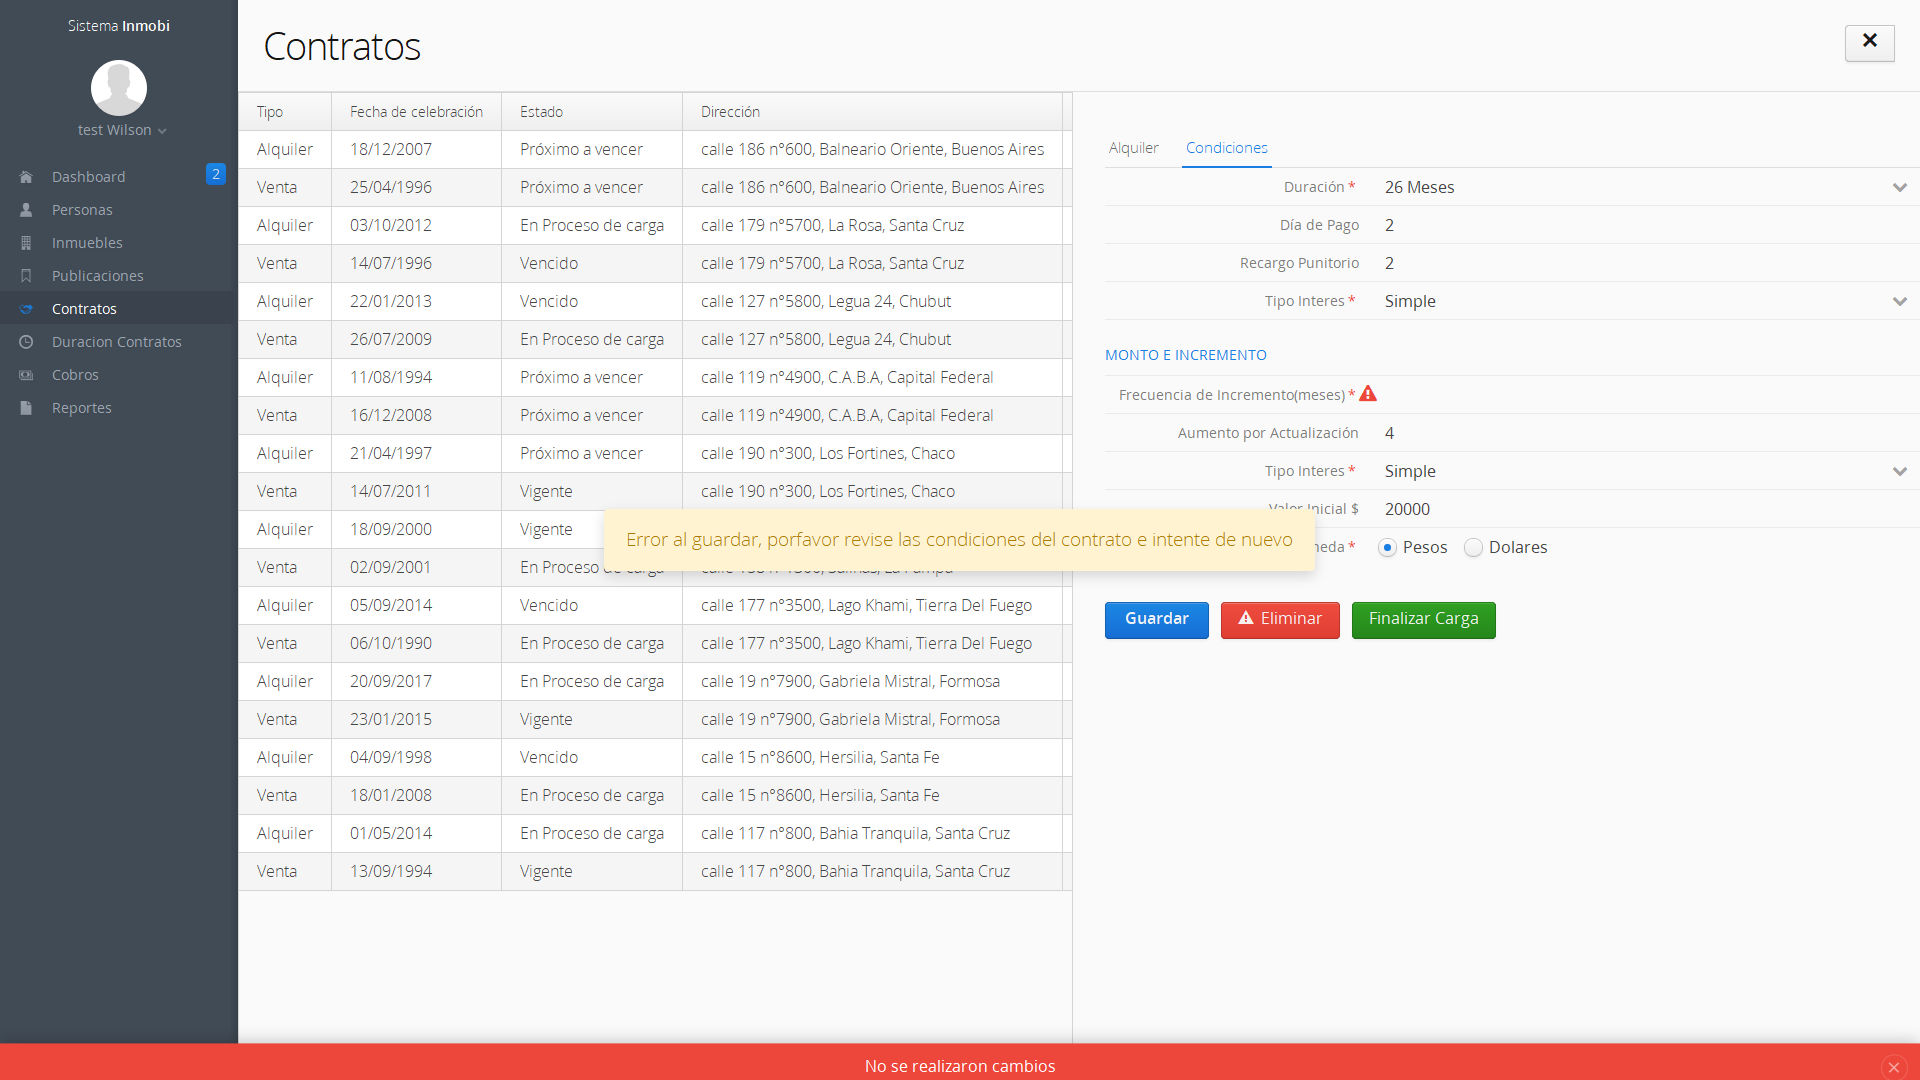 Sistema Inmobi
test Wilson
Dashboard 2
Personas
Inmuebles
Publicaciones
Contratos
Duracion Contratos
Cobros
Reportes
Contratos
Tipo Fecha de celebración Estado Dirección
Alquiler 18/12/2007 Próximo a vencer calle 186 n°600, Balneario Oriente, Buenos Aires
Venta 25/04/1996 Próximo a vencer calle 186 n°600, Balneario Oriente, Buenos Aires
Alquiler 03/10/2012 En Proceso de carga calle 179 n°5700, La Rosa, Santa Cruz
Venta 14/07/1996 Vencido calle 179 n°5700, La Rosa, Santa Cruz
Alquiler 22/01/2013 Vencido calle 127 n°5800, Legua 24, Chubut
Venta 26/07/2009 En Proceso de carga calle 127 n°5800, Legua 24, Chubut
Alquiler 11/08/1994 Próximo a vencer calle 119 n°4900, C.A.B.A, Capital Federal
Venta 16/12/2008 Próximo a vencer calle 119 n°4900, C.A.B.A, Capital Federal
Alquiler 21/04/1997 Próximo a vencer calle 190 n°300, Los Fortines, Chaco
Venta 14/07/2011 Vigente calle 190 n°300, Los Fortines, Chaco
Alquiler 18/09/2000 Vigente
Venta 02/09/2001 En Proceso
Alquiler 05/09/2014 Vencido calle 177 n°3500, Lago Khami, Tierra Del Fuego
Venta 06/10/1990 En Proceso de carga calle 177 n°3500, Lago Khami, Tierra Del Fuego
Alquiler 20/09/2017 En Proceso de carga calle 19 n°7900, Gabriela Mistral, Formosa
Venta 23/01/2015 Vigente calle 19 n°7900, Gabriela Mistral, Formosa
Alquiler 04/09/1998 Vencido calle 15 n°8600, Hersilia, Santa Fe
Venta 18/01/2008 En Proceso de carga calle 15 n°8600, Hersilia, Santa Fe
Alquiler 01/05/2014 En Proceso de carga calle 117 n°800, Bahia Tranquila, Santa Cruz
Venta 13/09/1994 Vigente calle 117 n°800, Bahia Tranquila, Santa Cruz
Error al guardar, porfavor revise las condiciones del contrato e intente de nuevo
Alquiler Condiciones
Duración * 26 Meses
Día de Pago 2
Recargo Punitorio 2
Tipo Interes * Simple
MONTO E INCREMENTO
Frecuencia de Incremento(meses) *
Aumento por Actualización 4
Tipo Interes * Simple
Valor Inicial $ 20000
neda * Pesos Dolares
Guardar Eliminar Finalizar Carga
No se realizaron cambios